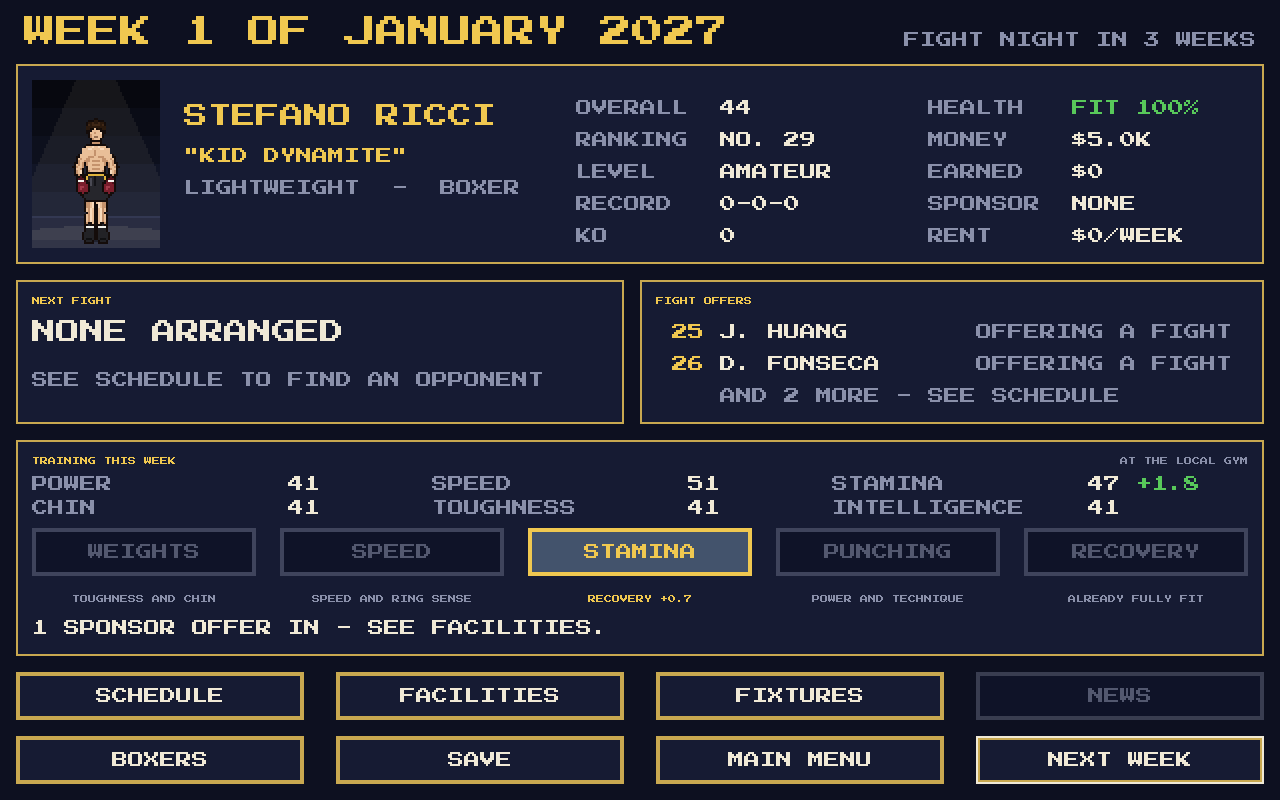 WEEK 1 OF JANUARY 2027
FIGHT NIGHT IN 3 WEEKS
STEFANO RICCI
"KID DYNAMITE"
LIGHTWEIGHT - BOXER
OVERALL 44
RANKING NO. 29
LEVEL AMATEUR
RECORD 0-0-0
KO 0
HEALTH FIT 100%
MONEY $5.0K
EARNED $0
SPONSOR NONE
RENT $0/WEEK
NEXT FIGHT
NONE ARRANGED
SEE SCHEDULE TO FIND AN OPPONENT
FIGHT OFFERS
25 J. HUANG OFFERING A FIGHT
26 D. FONSECA OFFERING A FIGHT
AND 2 MORE - SEE SCHEDULE
TRAINING THIS WEEK AT THE LOCAL GYM
POWER 41 SPEED 51 STAMINA 47 +1.8
CHIN 41 TOUGHNESS 41 INTELLIGENCE 41
WEIGHTS SPEED STAMINA PUNCHING RECOVERY
TOUGHNESS AND CHIN SPEED AND RING SENSE RECOVERY +0.7 POWER AND TECHNIQUE ALREADY FULLY FIT
1 SPONSOR OFFER IN - SEE FACILITIES.
SCHEDULE FACILITIES FIXTURES NEWS
BOXERS SAVE MAIN MENU NEXT WEEK